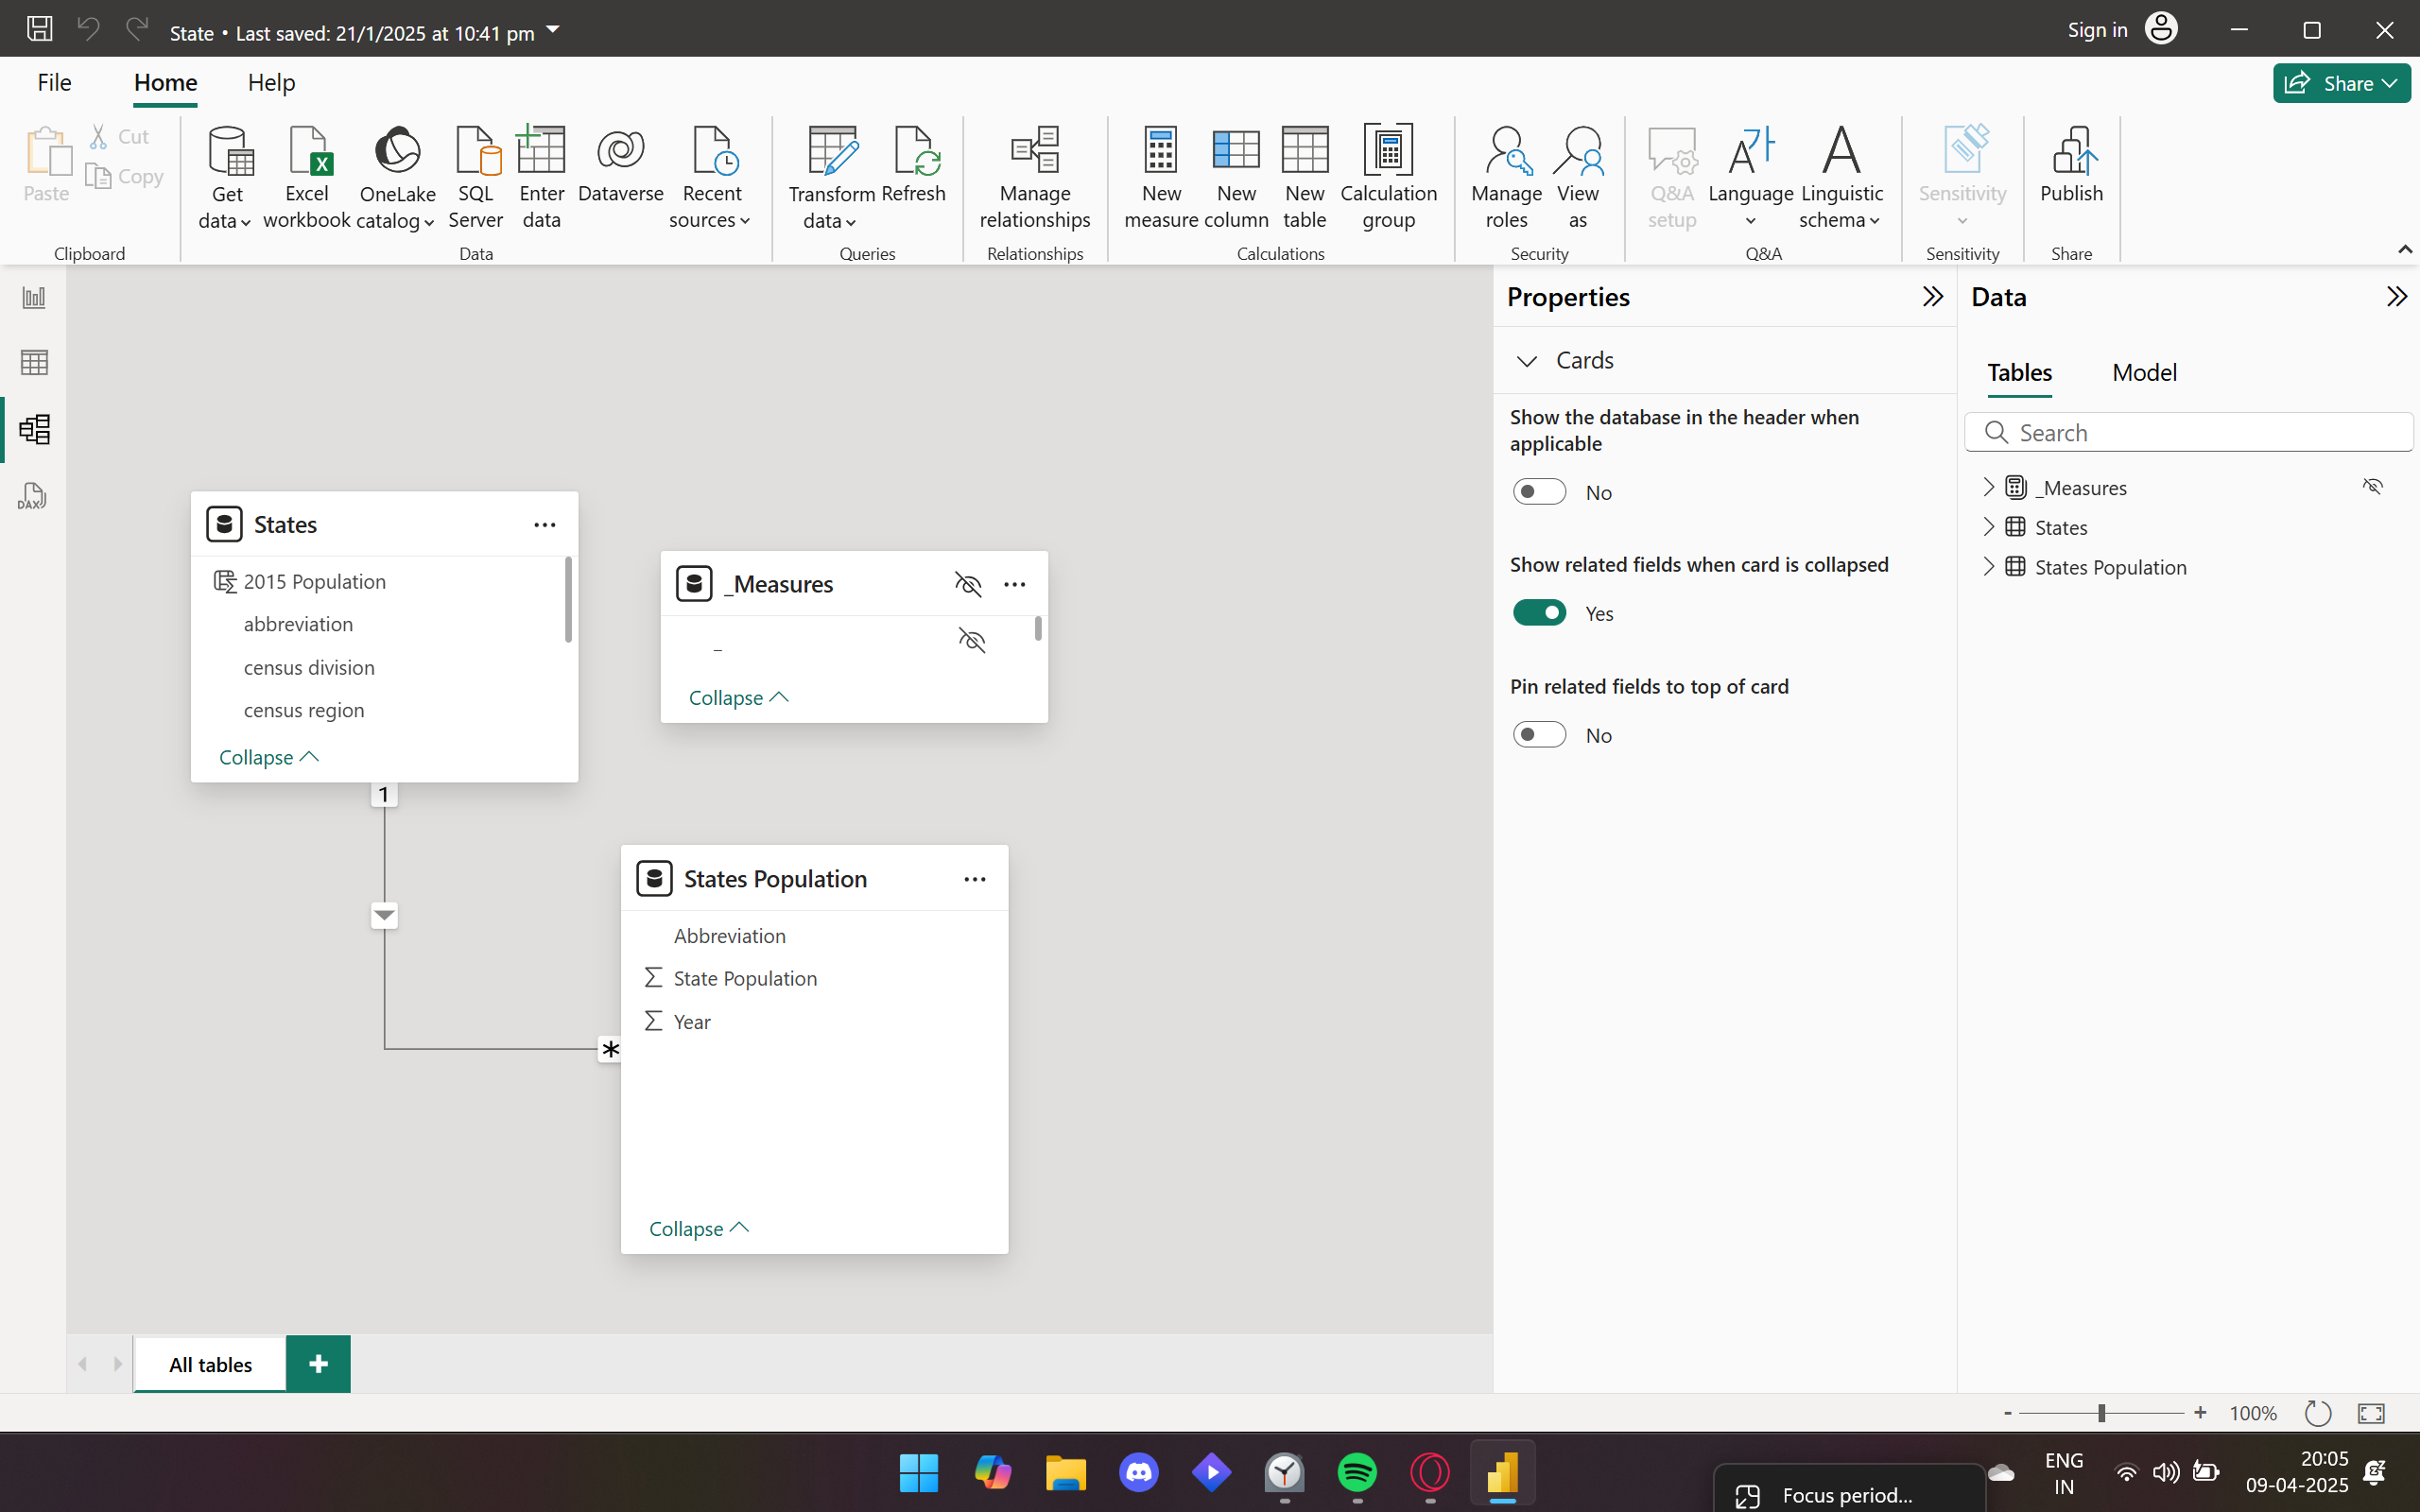 State • Last saved: 21/1/2025 at 10:41 pm
Sign in
File
Home
Help
Share
Paste
Cut
Copy
Clipboard
Get
data
Excel
workbook
OneLake
catalog
SQL
Server
Enter
data
Dataverse
Recent
sources
Data
Transform
data
Refresh
Queries
Manage
relationships
Relationships
New
measure
New
column
New
table
Calculation
group
Calculations
Manage
roles
View
as
Security
Q&A
setup
Language
Linguistic
schema
Q&A
Sensitivity
Sensitivity
Publish
Share
DAX
States
2015 Population
abbreviation
census division
census region
Collapse
1
_Measures
_
Collapse
States Population
Abbreviation
∑ State Population
∑ Year
*
Collapse
Properties
Cards
Show the database in the header when
applicable
No
Show related fields when card is collapsed
Yes
Pin related fields to top of card
No
Data
Tables
Model
Search
_Measures
States
States Population
All tables
+
- + 100%
Focus period...
ENG
IN
20:05
09-04-2025